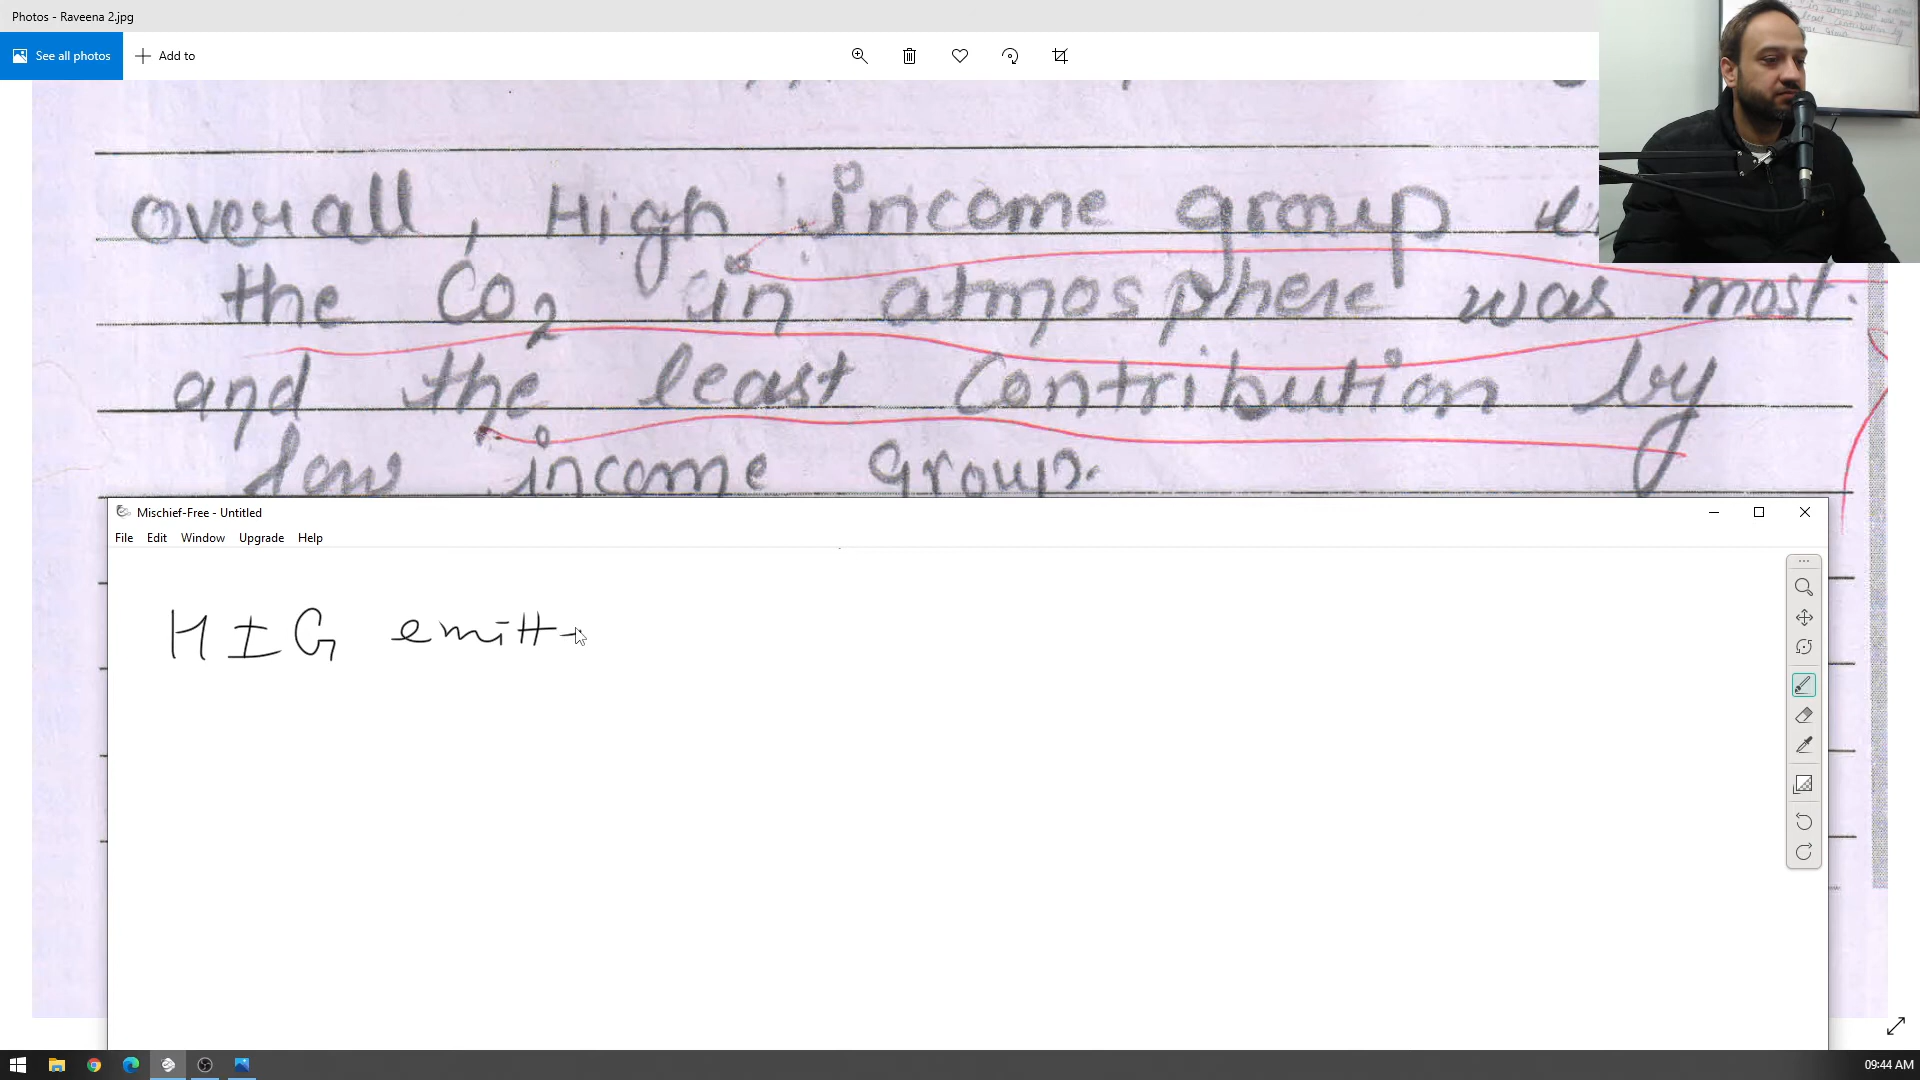 Photos - Raveena 2.jpg
See all photos
Add to
Overall, High income group
the CO2 in atmosphere was most.
and the least contribution by
low income group.
Mischief-Free - Untitled
File Edit Window Upgrade Help
HIG emitt
09:44 AM